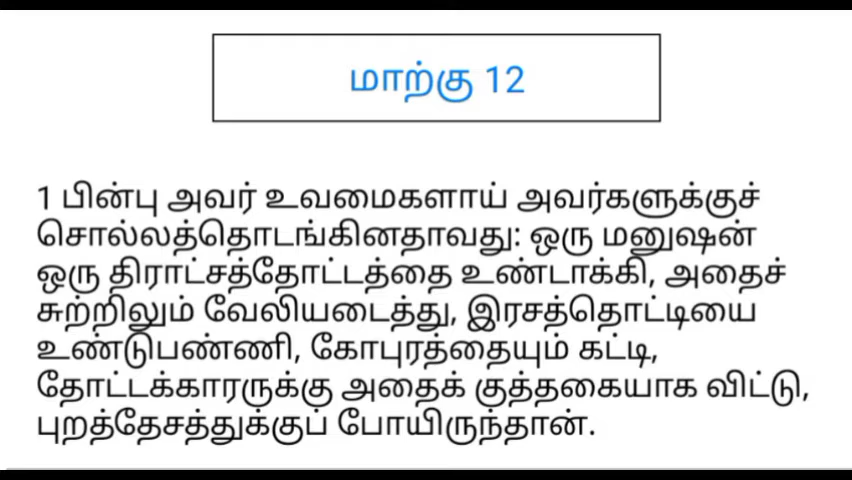 மாற்கு 12
1 பின்பு அவர் உவமைகளாய் அவர்களுக்குச்
சொல்லத்தொடங்கினதாவது: ஒரு மனுஷன்
ஒரு திராட்சத்தோட்டத்தை உண்டாக்கி, அதைச்
சுற்றிலும் வேலியடைத்து, இரசத்தொட்டியை
உண்டுபண்ணி, கோபுரத்தையும் கட்டி,
தோட்டக்காரருக்கு அதைக் குத்தகையாக விட்டு,
புறத்தேசத்துக்குப் போயிருந்தான்.